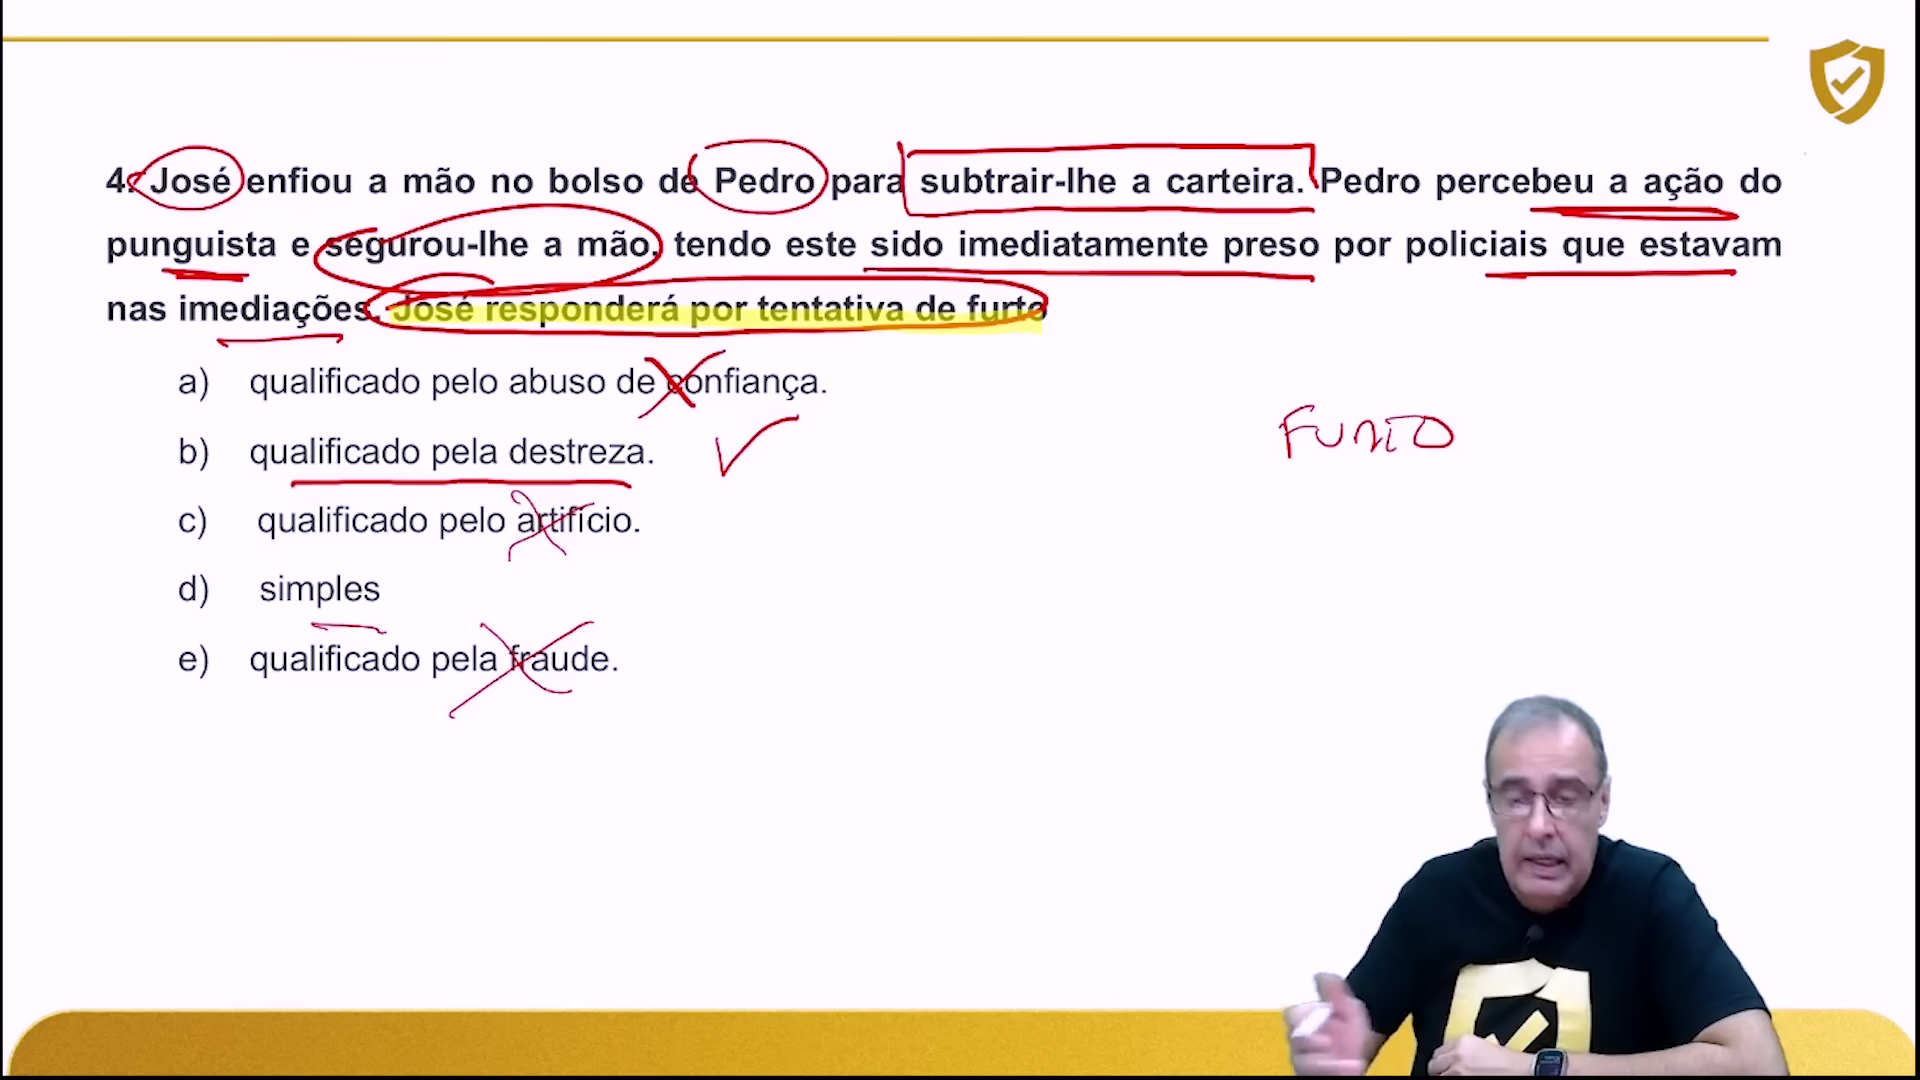 4. José enfiou a mão no bolso de Pedro para subtrair-lhe a carteira. Pedro percebeu a ação do
punguista e segurou-lhe a mão, tendo este sido imediatamente preso por policiais que estavam
nas imediações. José responderá por tentativa de furto
a) qualificado pelo abuso de confiança.
b) qualificado pela destreza.
FURTO
c) qualificado pelo artifício.
d) simples
e) qualificado pela fraude.